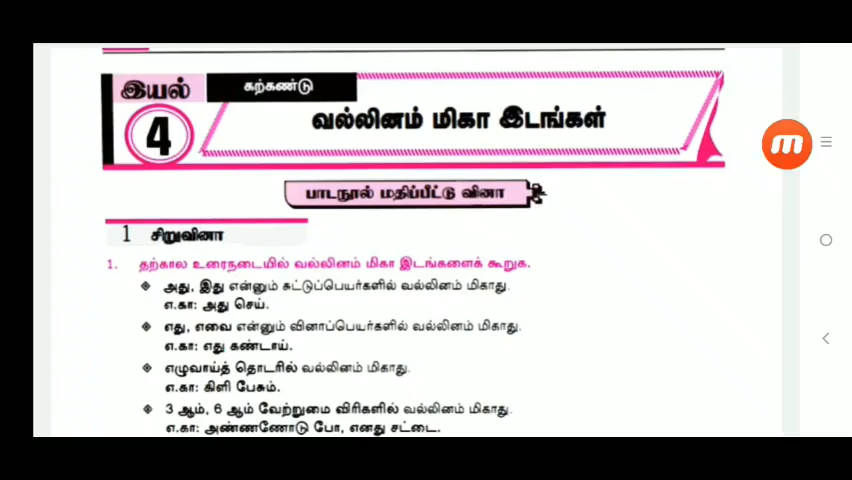 இயல்
4
கற்கண்டு
வல்லினம் மிகா இடங்கள்
பாடநூல் மதிப்பீட்டு வினா
1 சிறுவினா
1. தற்கால உரைநடையில் வல்லினம் மிகா இடங்களைக் கூறுக.
❖ அது, இது என்னும் சுட்டுப்பெயர்களில் வல்லினம் மிகாது.
எ.கா: அது செய்.
❖ எது, எவை என்னும் வினாப்பெயர்களில் வல்லினம் மிகாது.
எ.கா: எது கண்டாய்.
❖ எழுவாய்த் தொடரில் வல்லினம் மிகாது.
எ.கா: கிளி பேசும்.
❖ 3 ஆம், 6 ஆம் வேற்றுமை விரிகளில் வல்லினம் மிகாது.
எ.கா: அண்ணணோடு போ, எனது சட்டை.